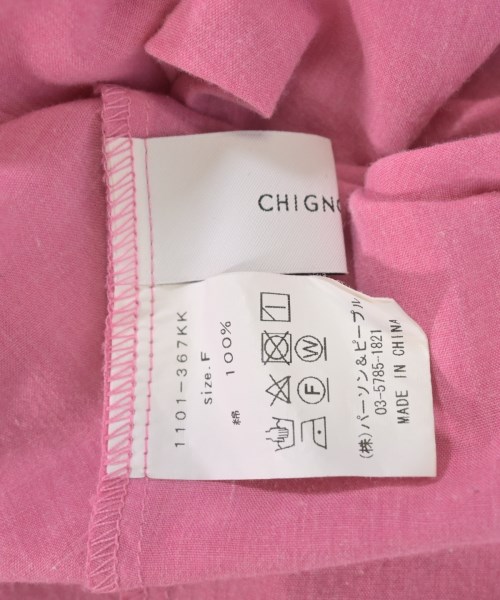 CHIGNO
1101-367KK
size. F
綿 100%
(株)パーソン&ピープル
03-5785-1821
MADE IN CHINA